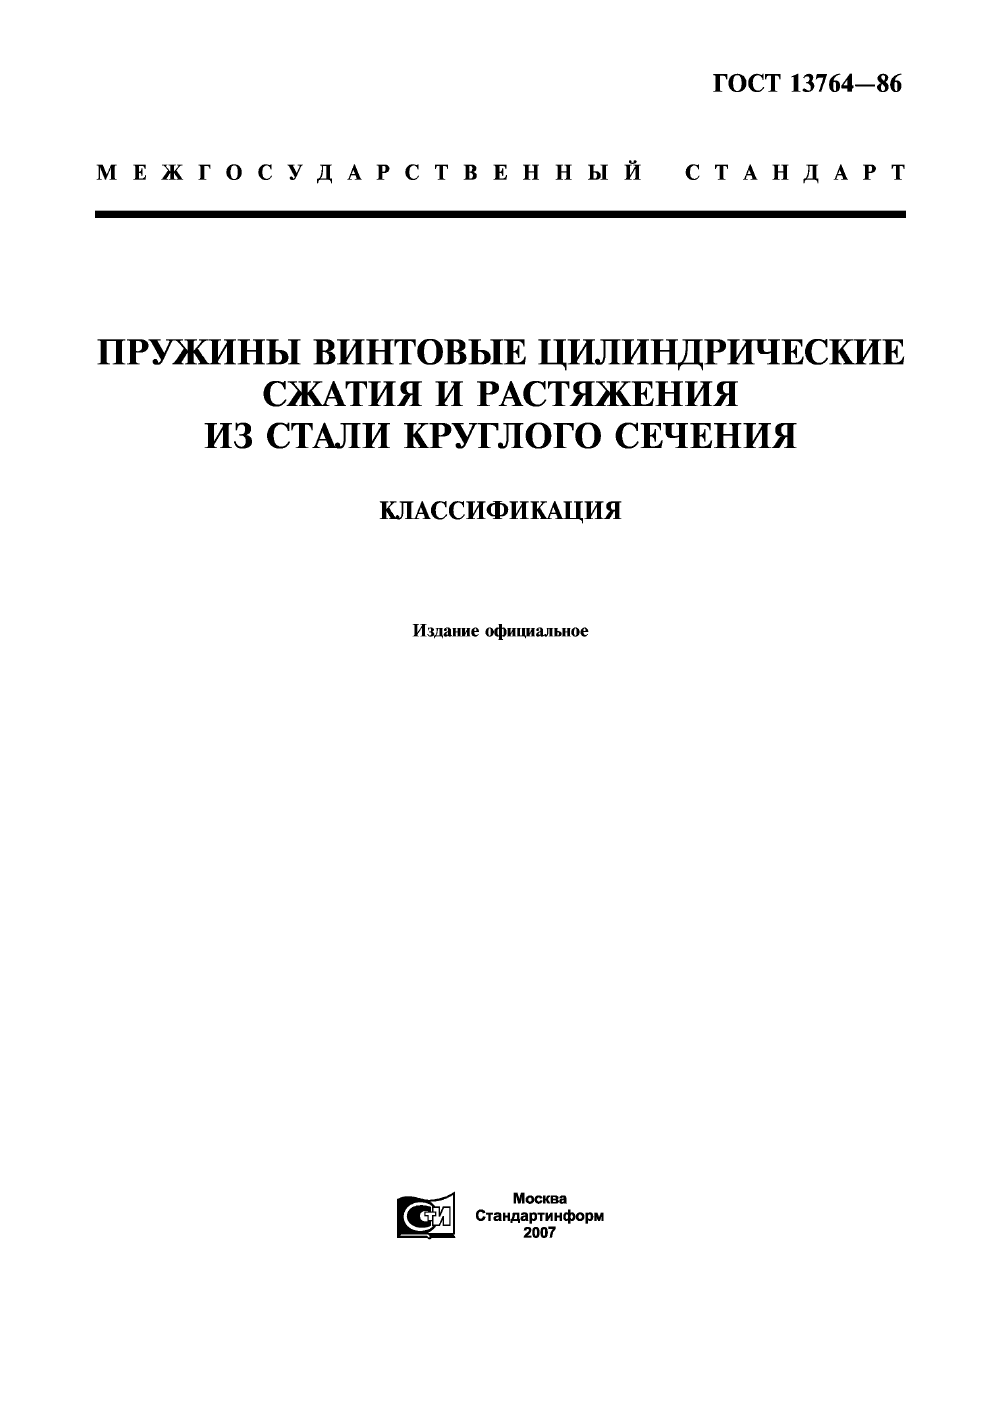 ГОСТ 13764—86
МЕЖГОСУДАРСТВЕННЫЙ СТАНДАРТ
ПРУЖИНЫ ВИНТОВЫЕ ЦИЛИНДРИЧЕСКИЕ
СЖАТИЯ И РАСТЯЖЕНИЯ
ИЗ СТАЛИ КРУГЛОГО СЕЧЕНИЯ
КЛАССИФИКАЦИЯ
Издание официальное
Сти
Москва
Стандартинформ
2007